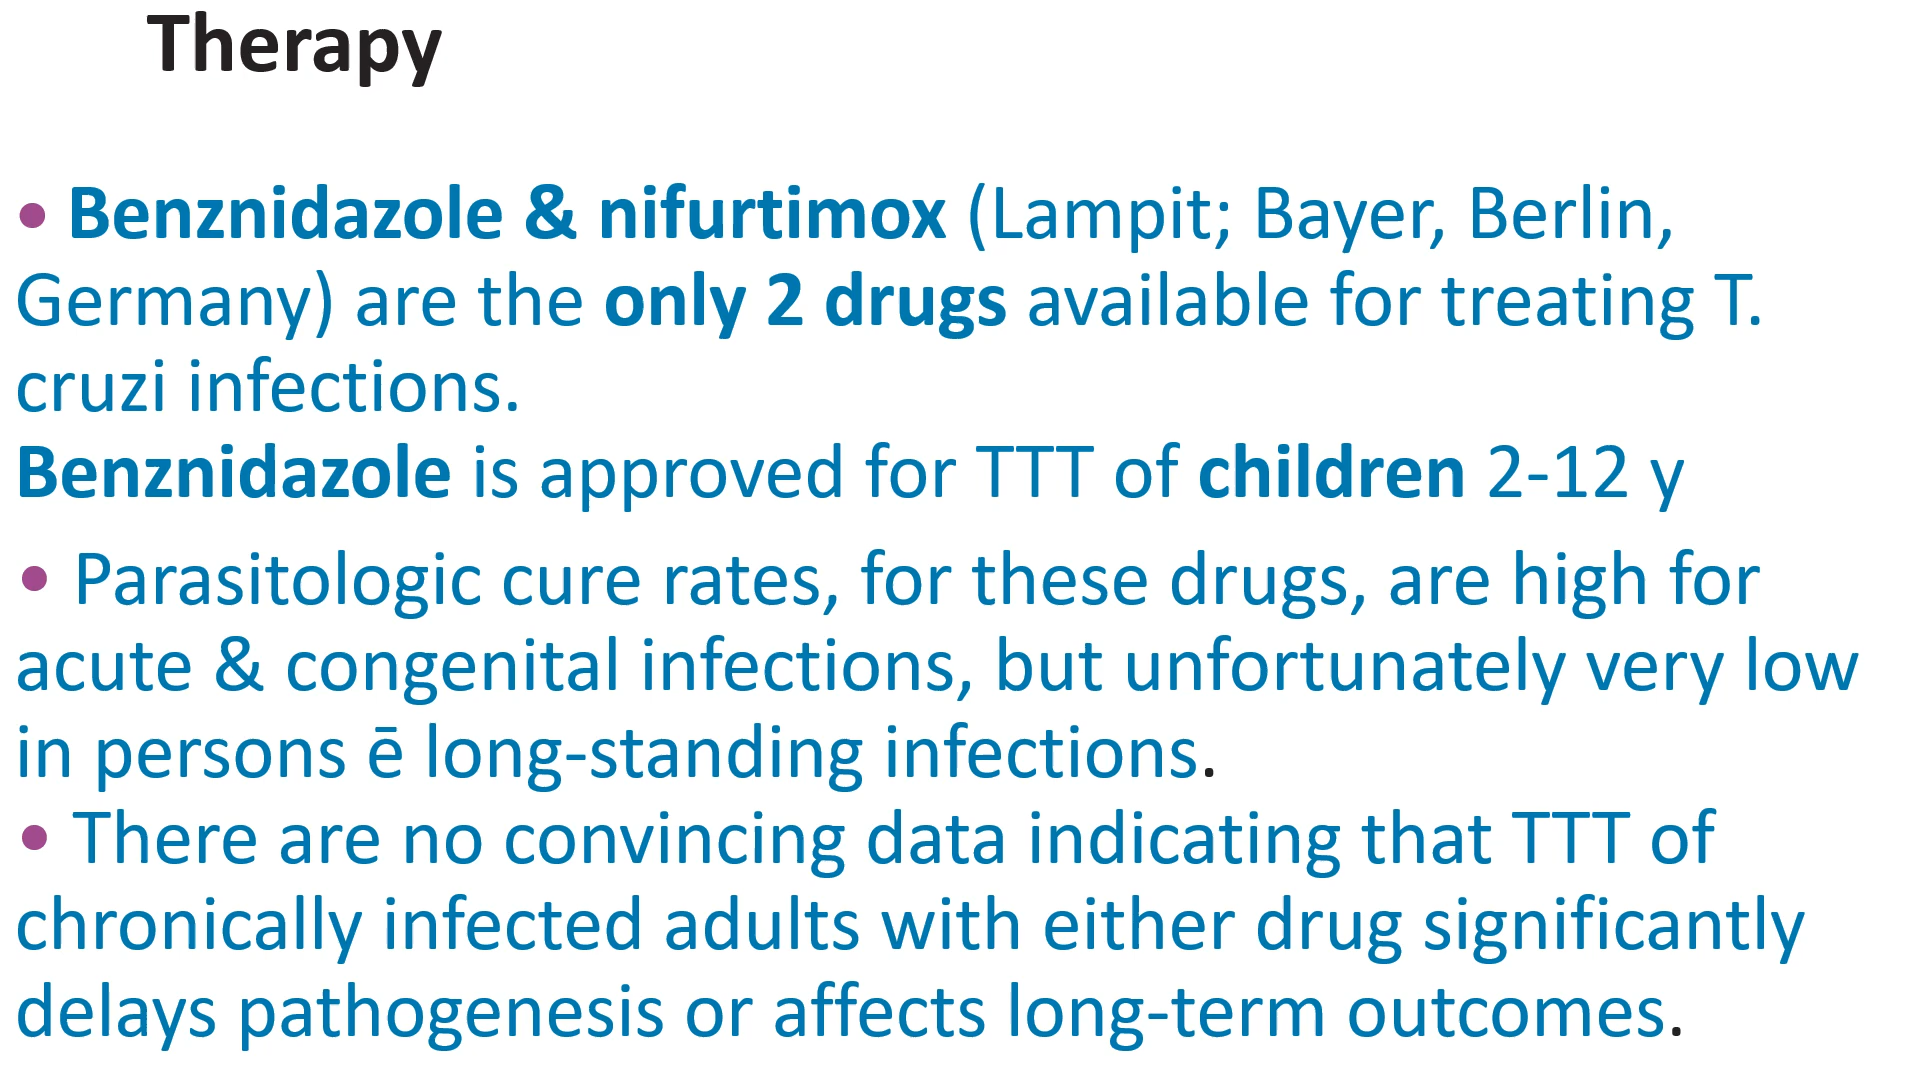 Therapy
• Benznidazole & nifurtimox (Lampit; Bayer, Berlin,
Germany) are the only 2 drugs available for treating T.
cruzi infections.
Benznidazole is approved for TTT of children 2-12 y
• Parasitologic cure rates, for these drugs, are high for
acute & congenital infections, but unfortunately very low
in persons ē long-standing infections.
• There are no convincing data indicating that TTT of
chronically infected adults with either drug significantly
delays pathogenesis or affects long-term outcomes.